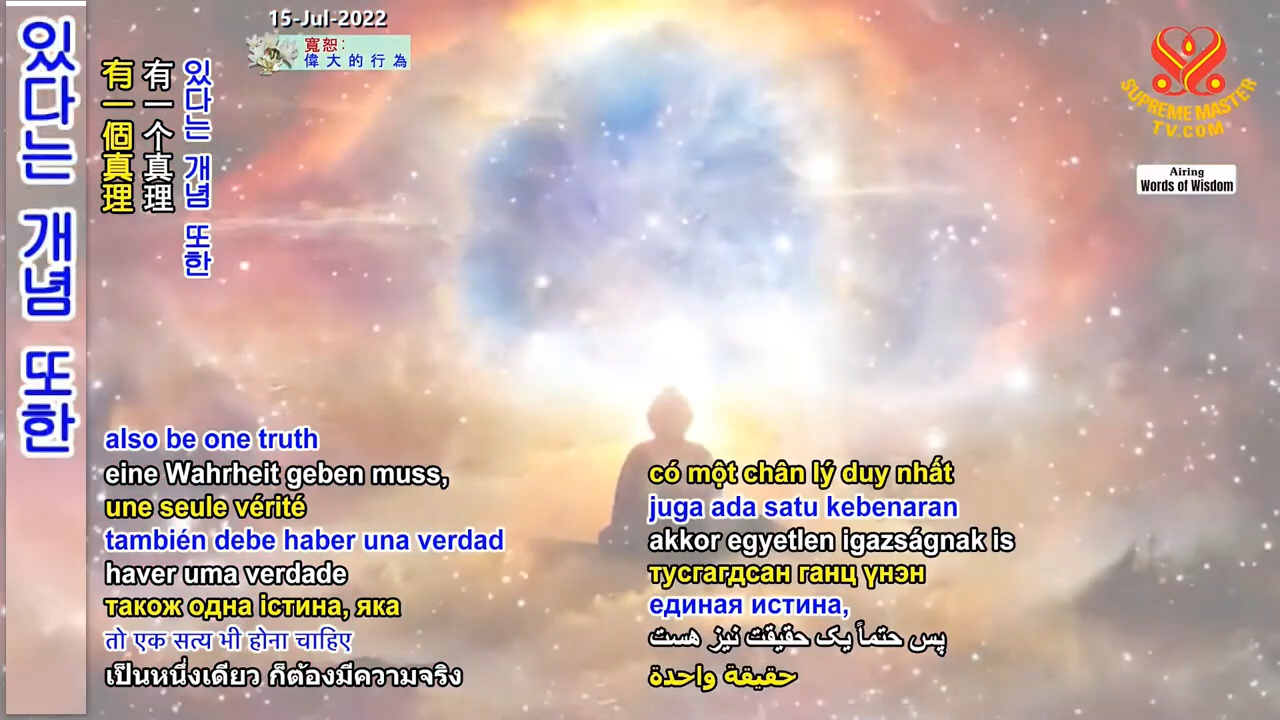 15-Jul-2022
寬恕:
偉大的行為
SUPREME MASTER
TV.COM
Airing
Words of Wisdom
있다는 개념 또한
有一個真理
有一个真理
있다는 개념 또한
also be one truth
eine Wahrheit geben muss,
une seule vérité
también debe haber una verdad
haver uma verdade
також одна істина, яка
तो एक सत्य भी होना चाहिए
เป็นหนึ่งเดียว ก็ต้องมีความจริง
có một chân lý duy nhất
juga ada satu kebenaran
akkor egyetlen igazságnak is
тусгагдсан ганц үнэн
единая истина,
پس حتماً یک حقیقت نیز هست
حقيقة واحدة